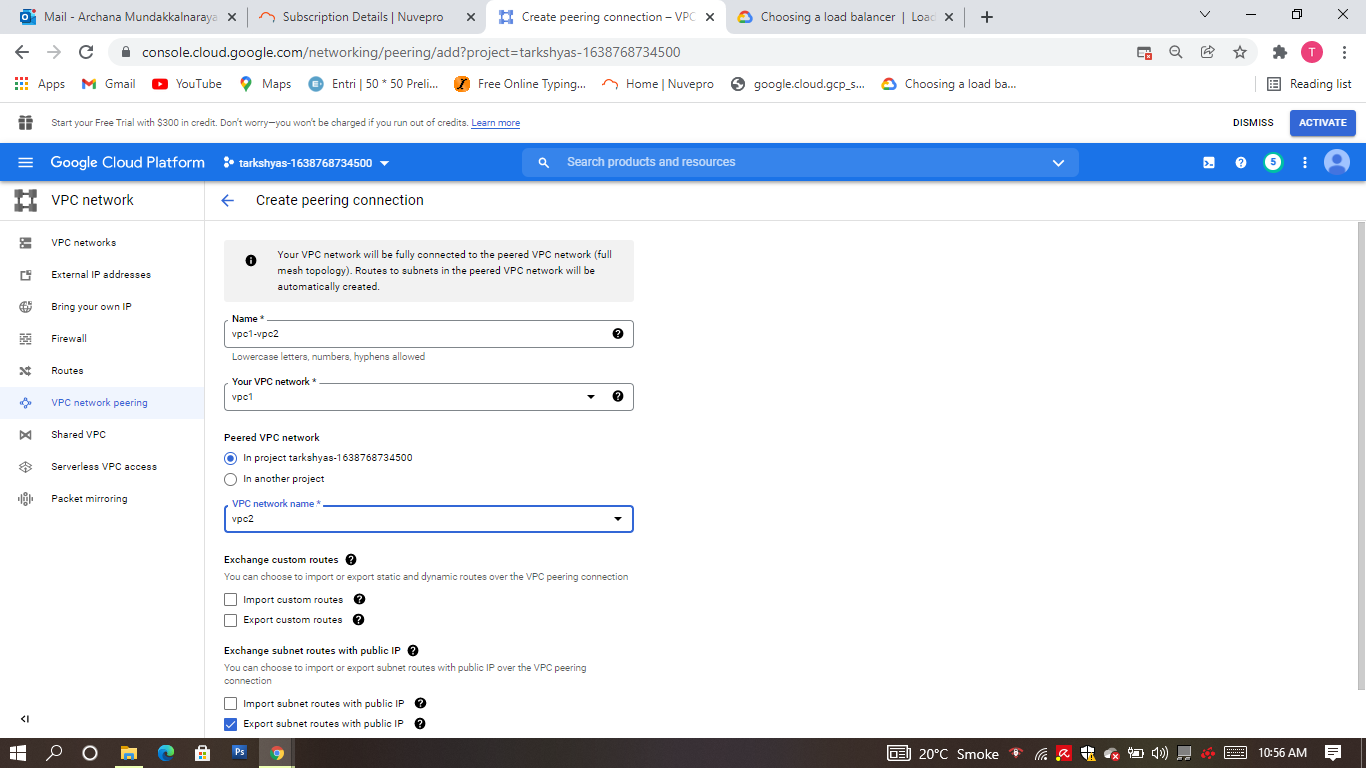 Mail - Archana Mundakkalnaraya
Subscription Details | Nuvepro
Create peering connection – VPC
Choosing a load balancer | Load
console.cloud.google.com/networking/peering/add?project=tarkshyas-1638768734500
T
Apps
Gmail
YouTube
Maps
Entri | 50 * 50 Preli...
Free Online Typing...
Home | Nuvepro
google.cloud.gcp_s...
Choosing a load ba...
Reading list
Start your Free Trial with $300 in credit. Don't worry—you won't be charged if you run out of credits. Learn more
DISMISS
ACTIVATE
Google Cloud Platform
tarkshyas-1638768734500
Search products and resources
5
VPC network
Create peering connection
VPC networks
External IP addresses
Bring your own IP
Firewall
Routes
VPC network peering
Shared VPC
Serverless VPC access
Packet mirroring
Your VPC network will be fully connected to the peered VPC network (full
mesh topology). Routes to subnets in the peered VPC network will be
automatically created.
Name *
vpc1-vpc2
Lowercase letters, numbers, hyphens allowed
Your VPC network *
vpc1
Peered VPC network
In project tarkshyas-1638768734500
In another project
VPC network name *
vpc2
Exchange custom routes
You can choose to import or export static and dynamic routes over the VPC peering connection
Import custom routes
Export custom routes
Exchange subnet routes with public IP
You can choose to import or export subnet routes with public IP over the VPC peering
connection
Import subnet routes with public IP
Export subnet routes with public IP
Ps
20°C Smoke
10:56 AM